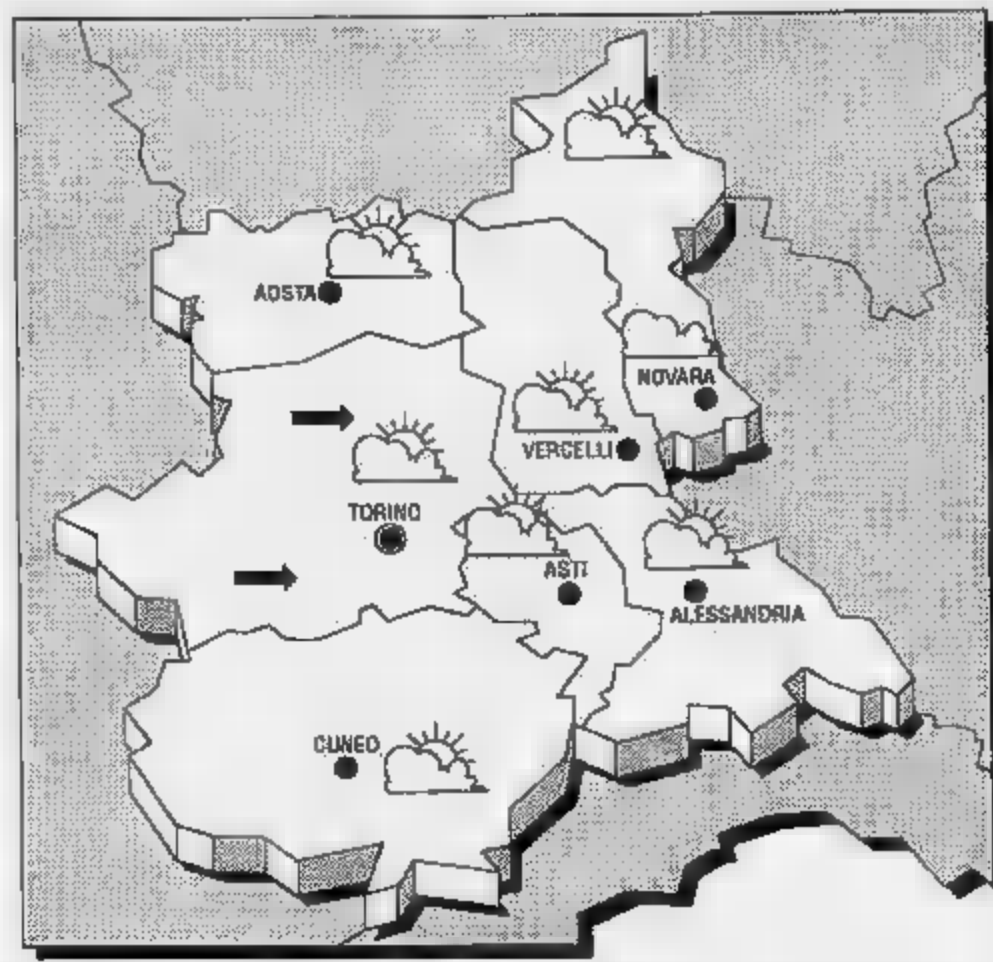 AOSTA
NOVARA
VERCELLI
TORINO
ASTI
ALESSANDRIA
CUNEO